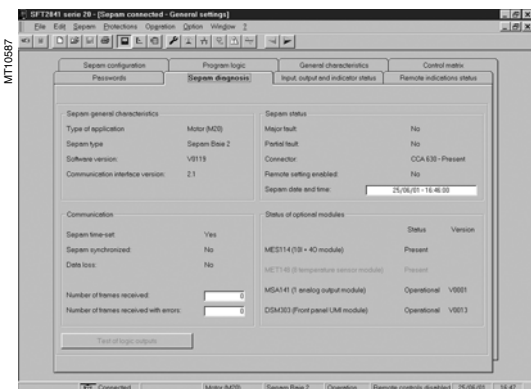 MT10587
SFT2841 serie 20 - [Sepam connected - General settings]
File Edit Sepam Protections Operation Option Window ?
Sepam configuration Program logic General characteristics Control matrix
Passwords Sepam diagnosis Input, output and indicator status Remote indications status
Sepam general characteristics
Type of application Motor (M20)
Sepam type Sepam Base 2
Software version: V0119
Communication interface version: 2.1
Sepam status
Major fault: No
Partial fault: No
Connector: CCA 630 - Present
Remote setting enabled: No
Sepam date and time: 25/06/01 - 16:46:00
Communication
Sepam time-set: Yes
Sepam synchronized: No
Data loss: No
Number of frames received: 0
Number of frames received with errors: 0
Status of optional modules
Status Version
MES114 (10I + 4O module) Present
MET148 (8 temperature sensor module) Present
MSA141 (1 analog output module) Operational V0001
DSM303 (Front panel UMI module) Operational V0013
Test of logic outputs
Connected Motor (M20) Sepam Base 2 Operation Remote controls disabled 25/06/01 16:47